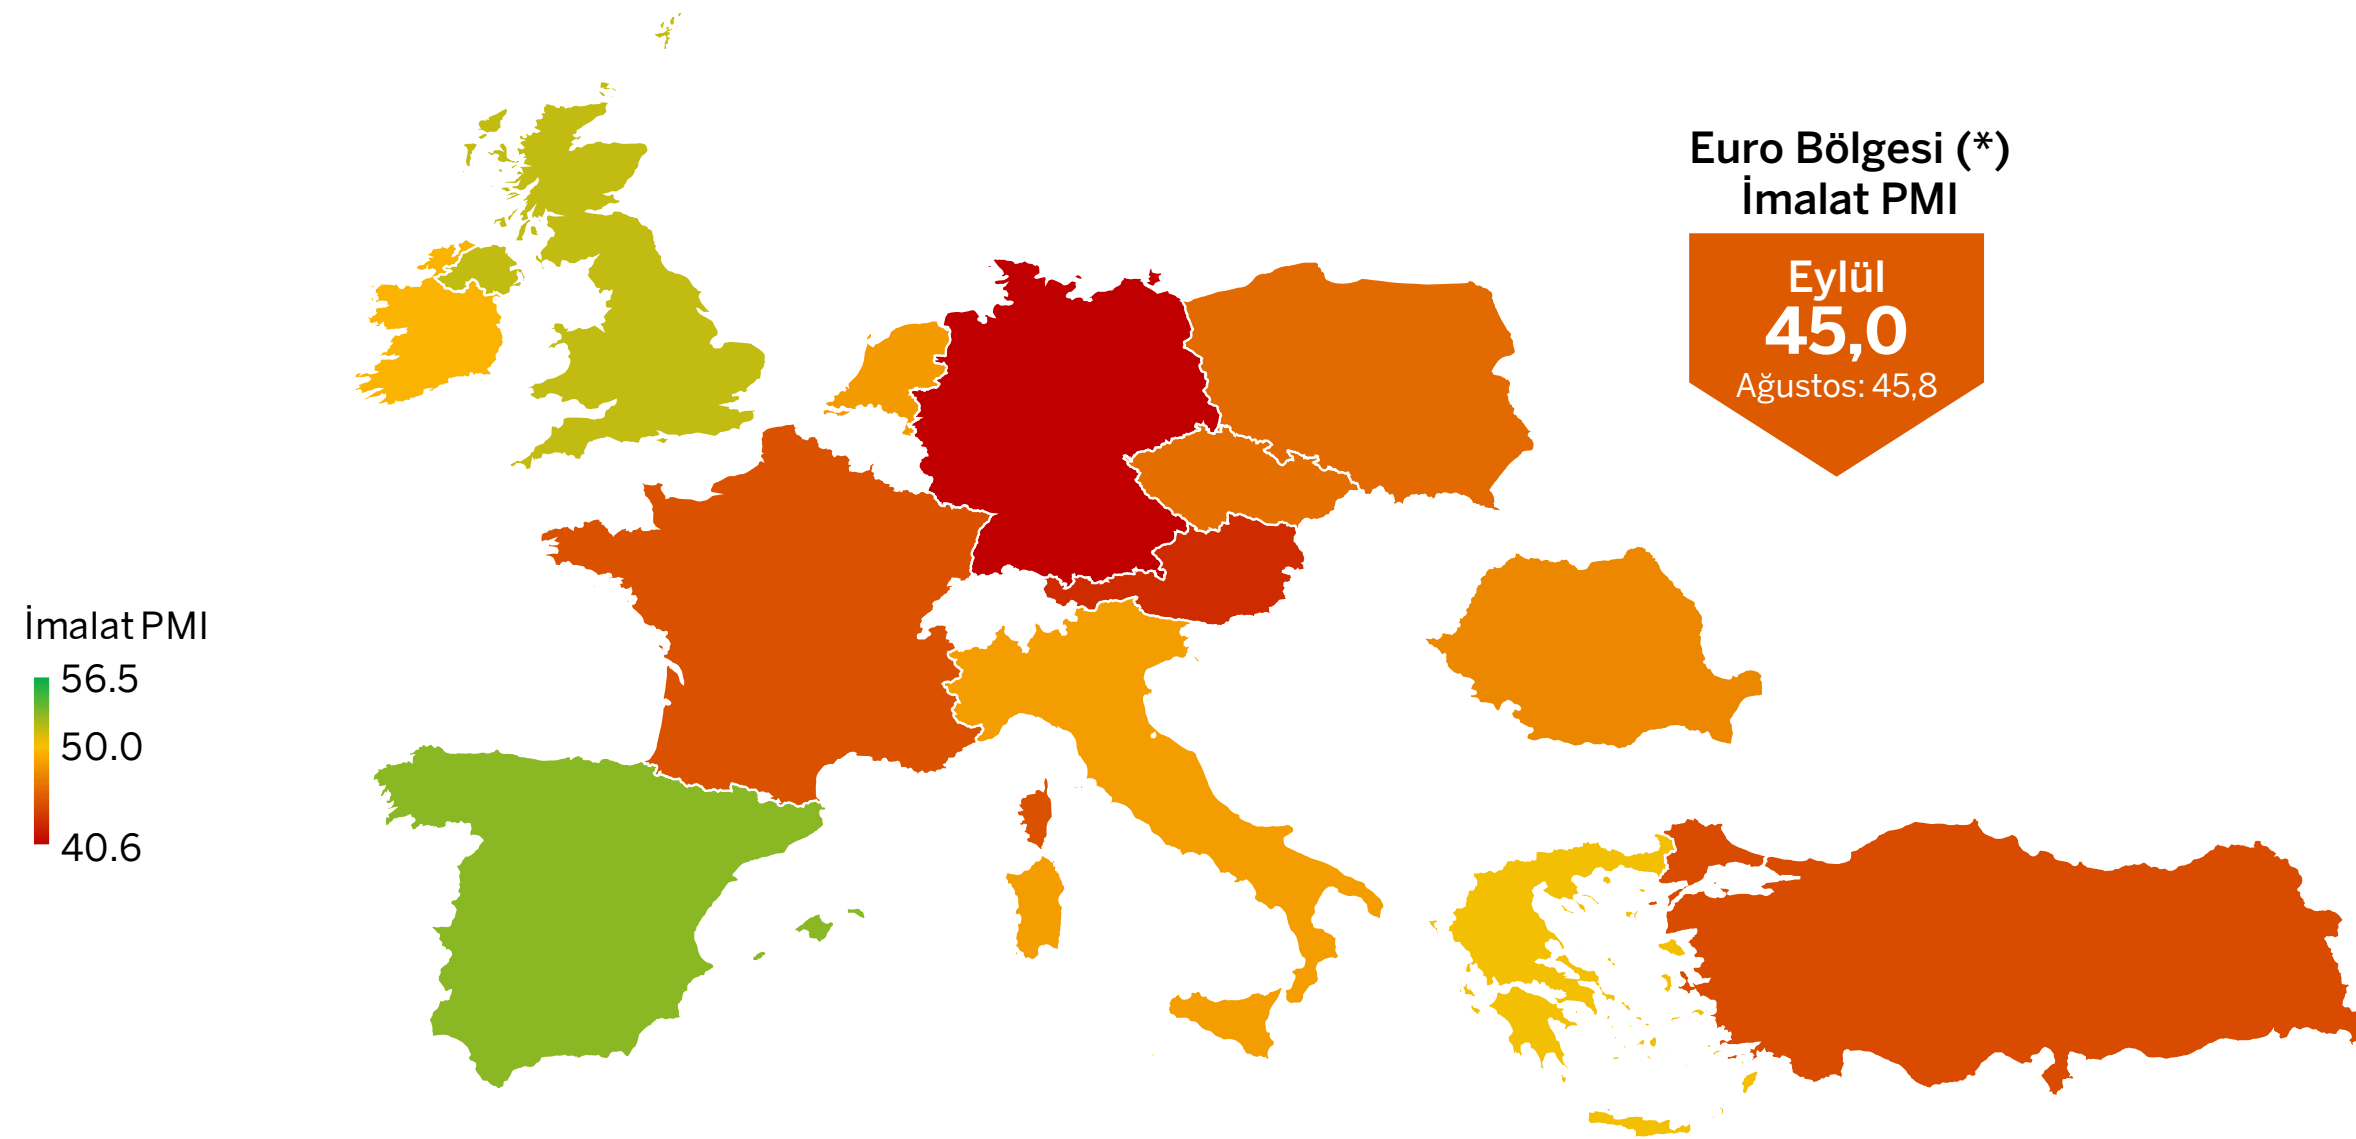 Euro Bölgesi (*)
İmalat PMI
Eylül
45,0
Ağustos: 45,8
İmalat PMI
56.5
50.0
40.6